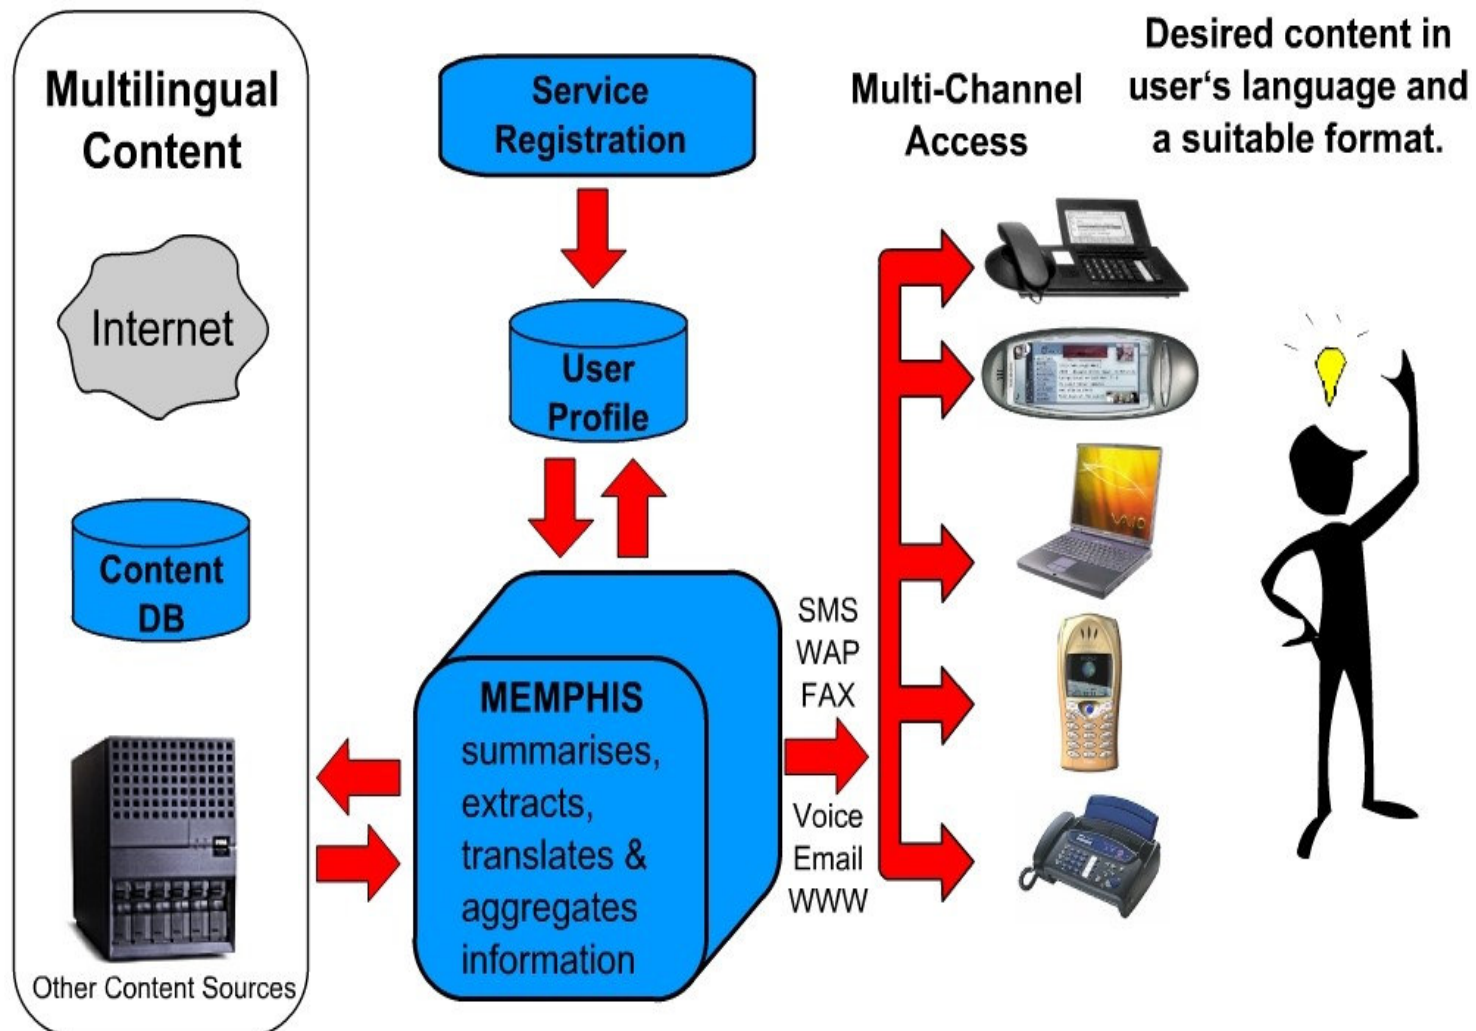 Multilingual
Content
Internet
Content
DB
Other Content Sources
Service
Registration
User
Profile
MEMPHIS
summarises,
extracts,
translates &
aggregates
information
SMS
WAP
FAX
Voice
Email
WWW
Multi-Channel
Access
VAIO
Desired content in
user‘s language and
a suitable format.